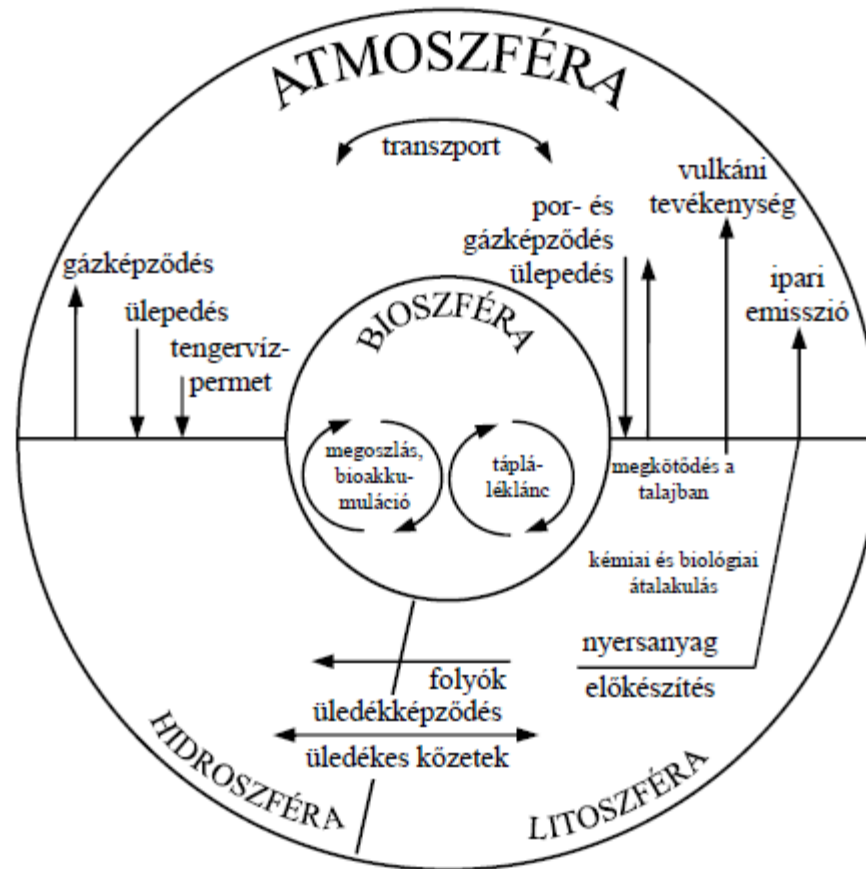 ATMOSZFÉRA
transzport
vulkáni
tevékenység
por- és
gázképződés
ülepedés
ipari
emisszió
gázképződés
ülepedés
tengervíz-
permet
BIOSZFÉRA
megoszlás,
bioakku-
muláció
táplá-
léklánc
megkötődés a
talajban
kémiai és biológiai
átalakulás
nyersanyag
előkészítés
folyók
üledékképződés
üledékes kőzetek
HIDROSZFÉRA
LITOSZFÉRA